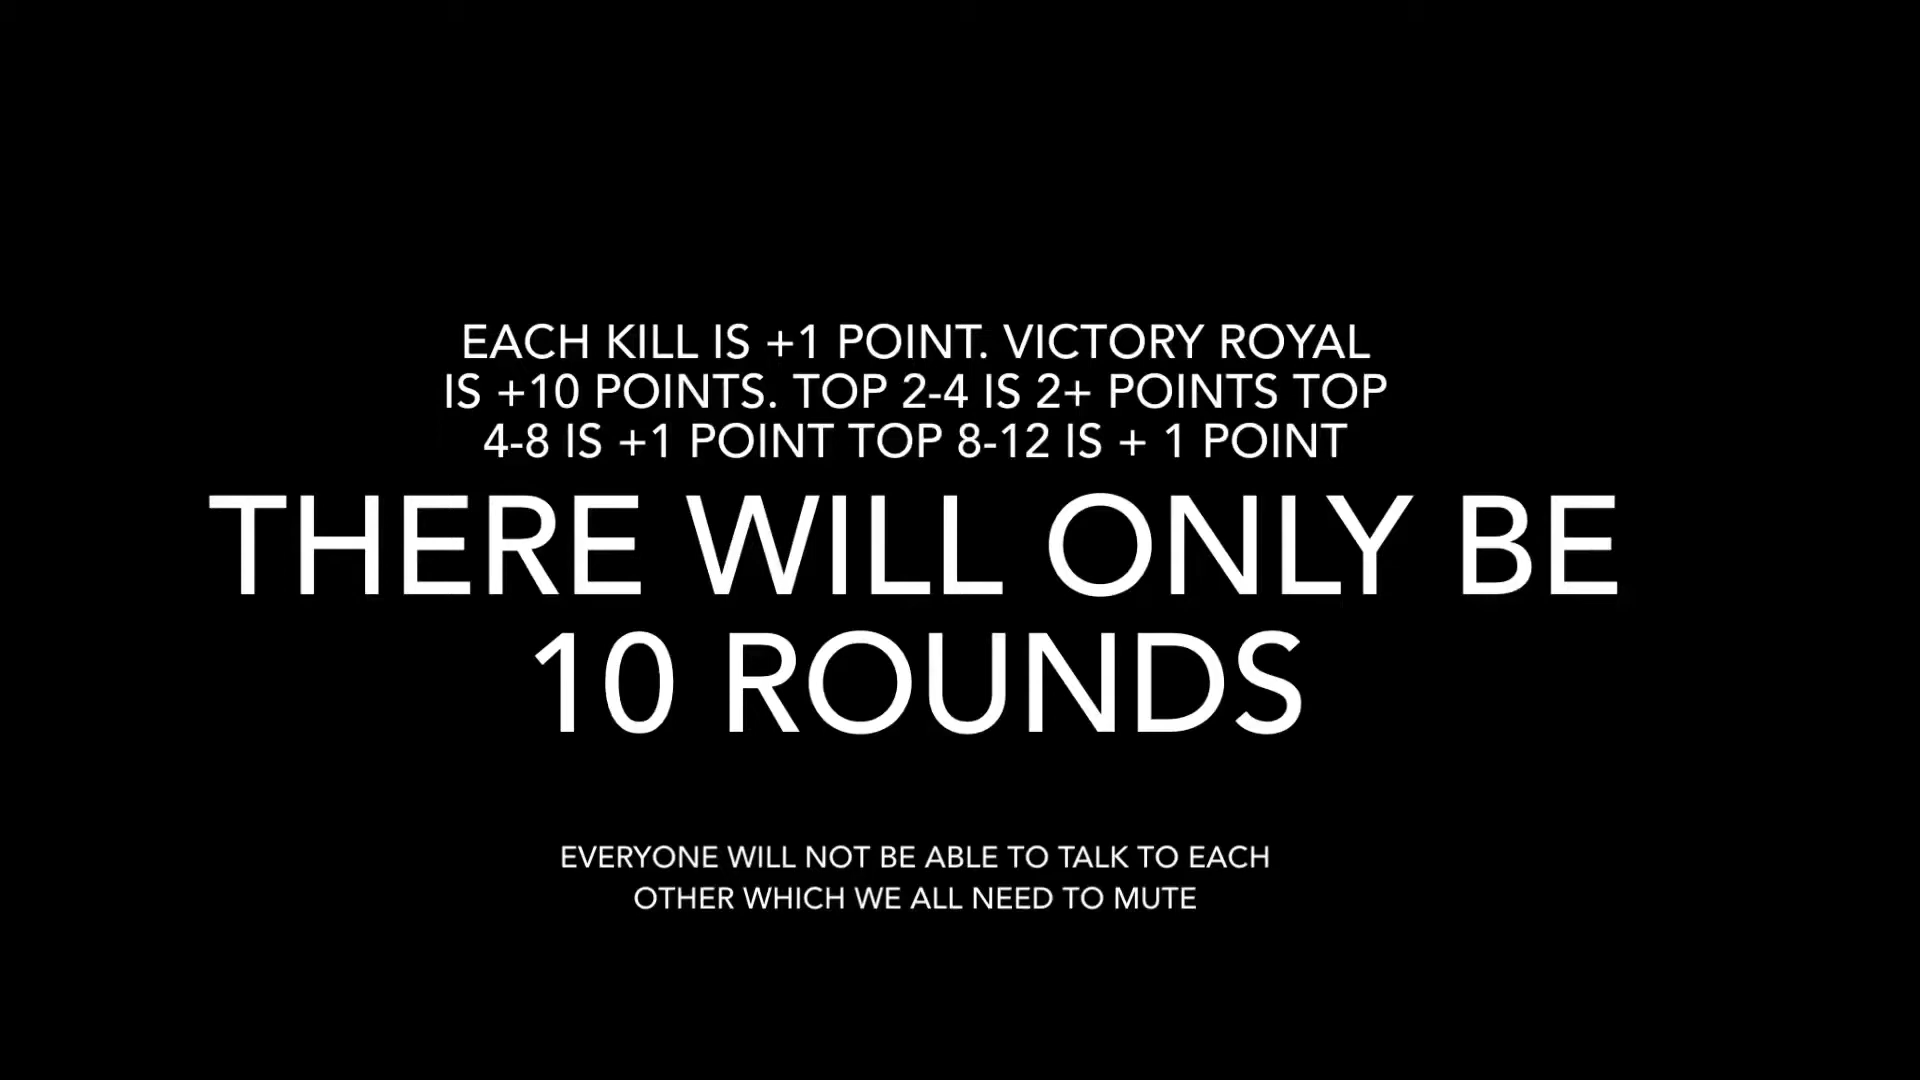 EACH KILL IS +1 POINT. VICTORY ROYAL
IS +10 POINTS. TOP 2-4 IS 2+ POINTS TOP
4-8 IS +1 POINT TOP 8-12 IS + 1 POINT
THERE WILL ONLY BE
10 ROUNDS
EVERYONE WILL NOT BE ABLE TO TALK TO EACH
OTHER WHICH WE ALL NEED TO MUTE